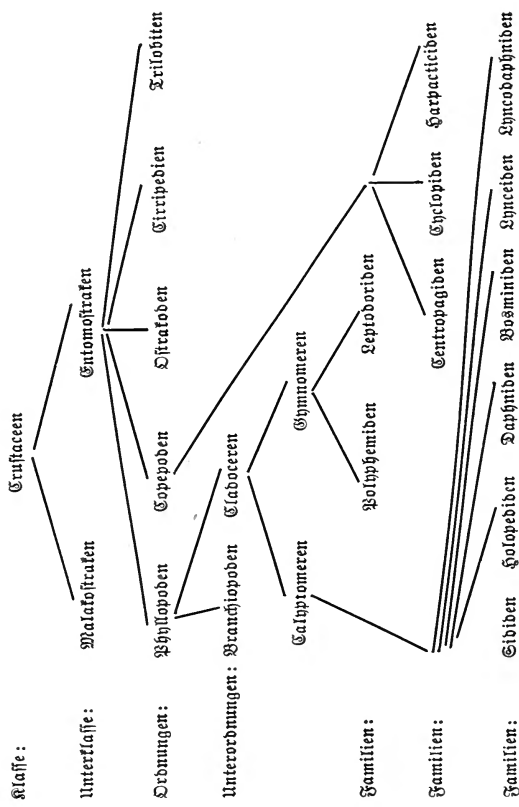 Klasse: Crustaceen
Unterklasse: Malakostraken Entomostraken
Ordnungen: Phyllopoden Copepoden Ostrakoden Cirripedien Trilobiten
Unterordnungen: Branchiopoden Cladoceren
Calyptomeren Gymnomeren
Familien: Polyphemiden Leptodoriden
Familien: Centropagiden Cyclopiden Harpacticiden
Familien: Sididen Holopediden Daphniden Bosminiden Lynceiden Lyncodaphniden